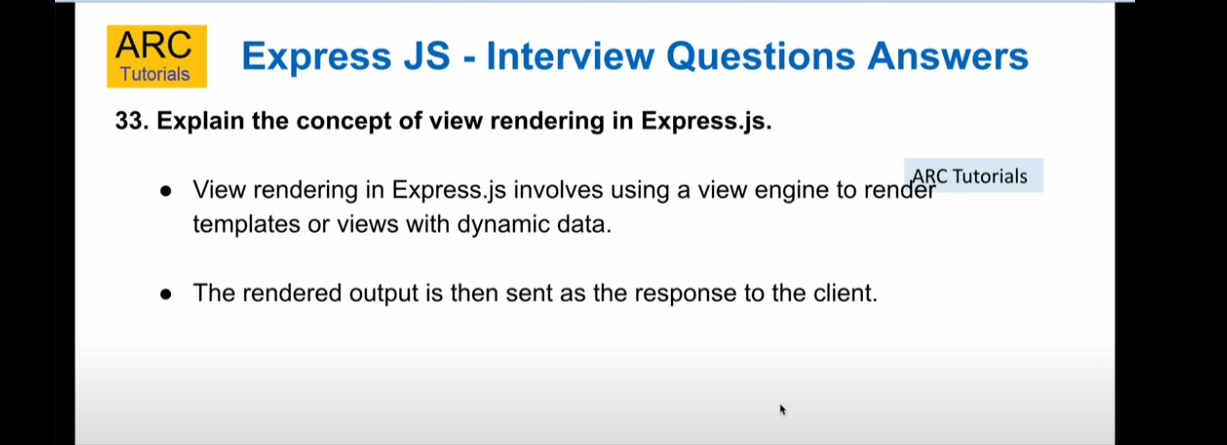 ARC
Tutorials
Express JS - Interview Questions Answers
33. Explain the concept of view rendering in Express.js.
ARC Tutorials
● View rendering in Express.js involves using a view engine to render
templates or views with dynamic data.
● The rendered output is then sent as the response to the client.